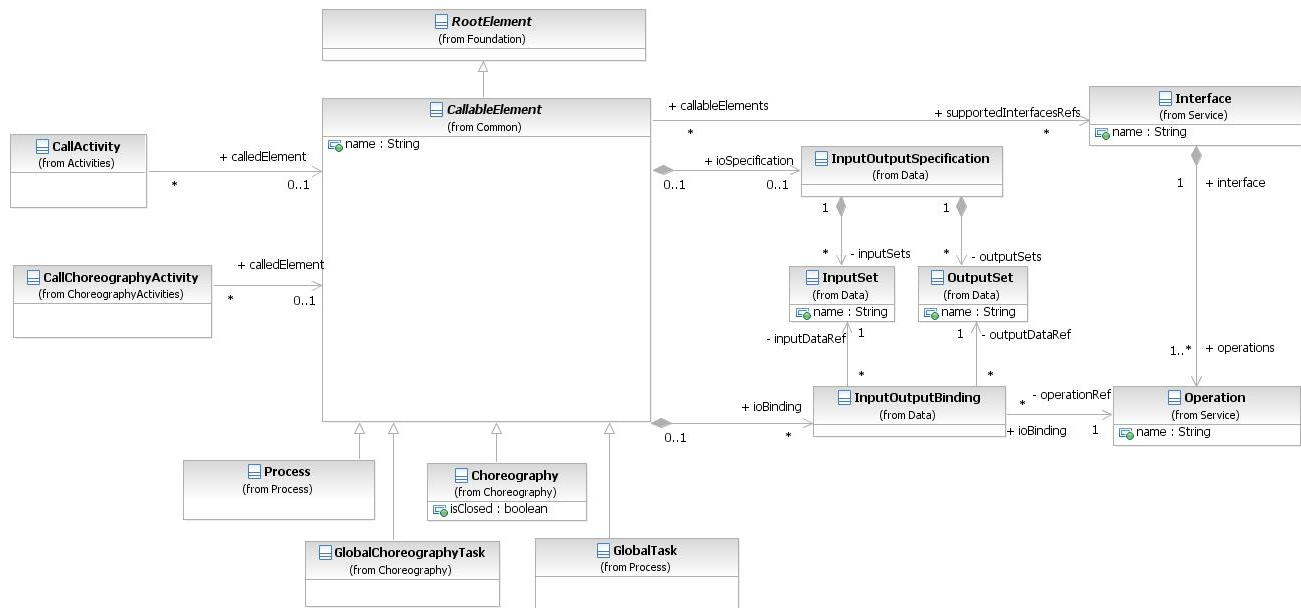 RootElement
(from Foundation)
CallableElement
(from Common)
name : String
+ callableElements
*
+ supportedInterfacesRefs
*
Interface
(from Service)
name : String
CallActivity
(from Activities)
+ calledElement
*
0..1
+ ioSpecification
0..1
0..1
InputOutputSpecification
(from Data)
1
+ interface
1
1
*
- inputSets
*
- outputSets
CallChoreographyActivity
(from ChoreographyActivities)
+ calledElement
*
0..1
InputSet
(from Data)
name : String
OutputSet
(from Data)
name : String
- inputDataRef
1
1
- outputDataRef
*
*
1..*
+ operations
+ ioBinding
0..1
*
InputOutputBinding
(from Data)
*
- operationRef
+ ioBinding
1
Operation
(from Service)
name : String
Process
(from Process)
Choreography
(from Choreography)
isClosed : boolean
GlobalChoreographyTask
(from Choreography)
GlobalTask
(from Process)